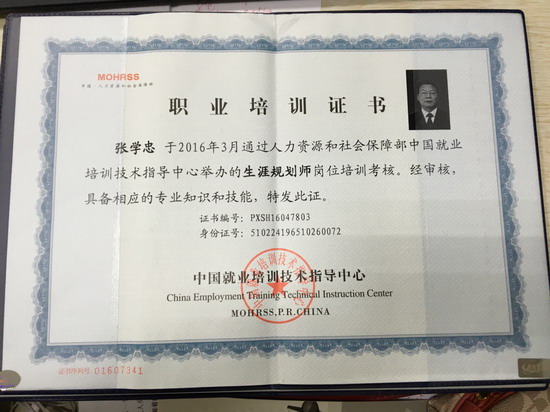 MOHRSS
职业培训证书
张学忠 于2016年3月通过人力资源和社会保障部中国就业
培训技术指导中心举办的生涯规划师岗位培训考核。经审核,
具备相应的专业知识和技能，特发此证。
证书编号: PXSH16047803
身份证号: 510224196510260072
中国就业培训技术指导中心
China Employment Training Technical Instruction Center
MOHRSS,P.R.CHINA
证书序列号 01607341